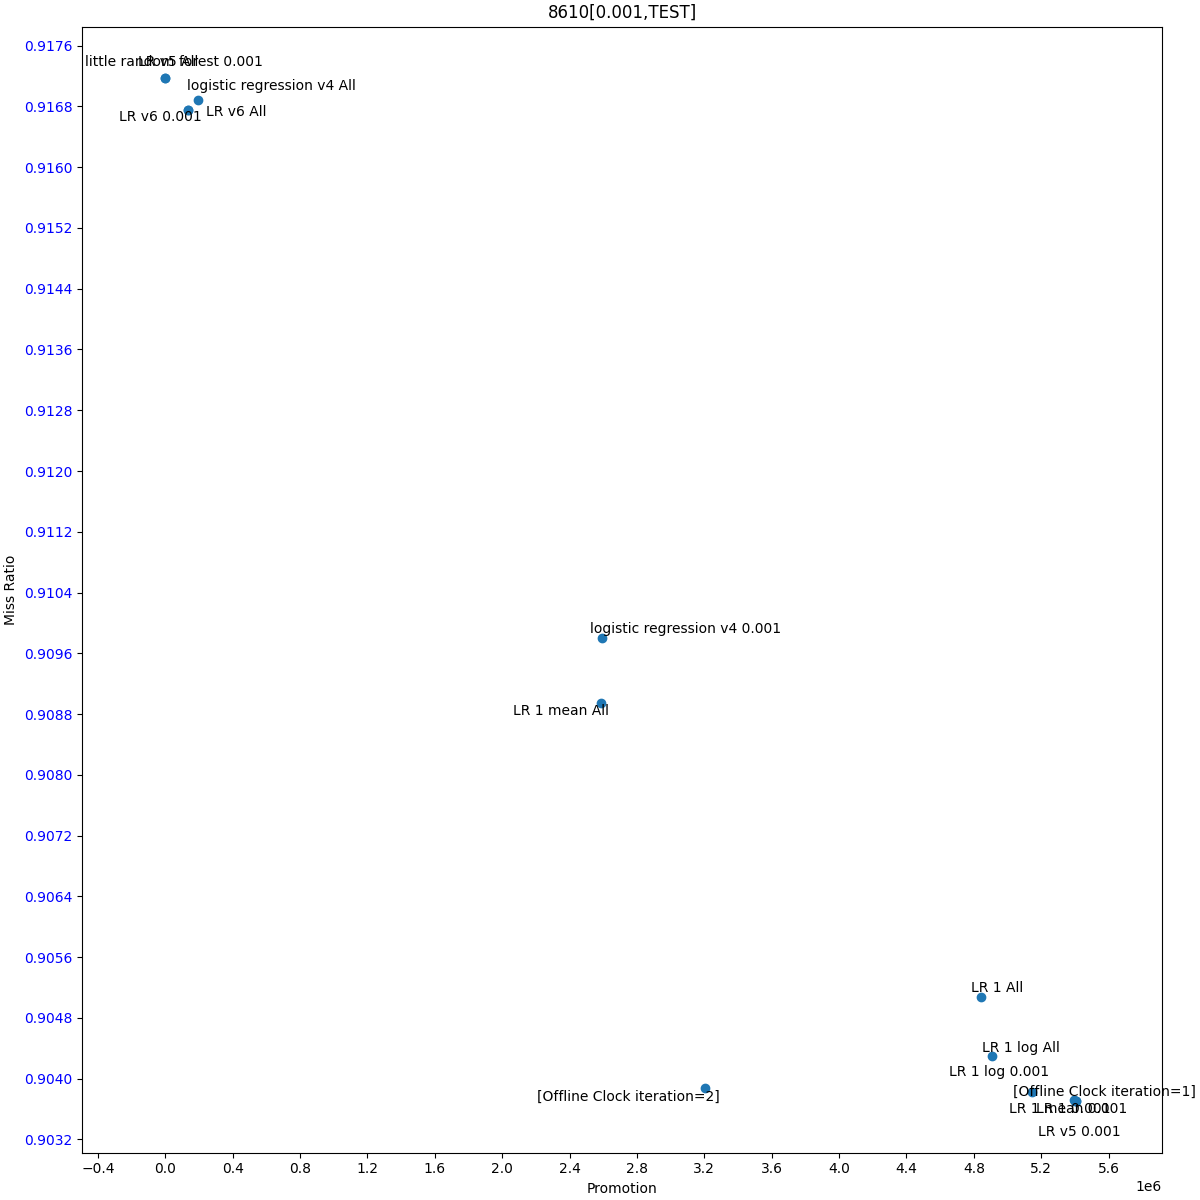 8610[0.001,TEST]
0.9176
little random forest 0.001
LR v5 All
logistic regression v4 All
0.9168
LR v6 All
LR v6 0.001
0.9160
0.9152
0.9144
0.9136
0.9128
0.9120
0.9112
0.9104
Miss Ratio
logistic regression v4 0.001
0.9096
LR 1 mean All
0.9088
0.9080
0.9072
0.9064
0.9056
LR 1 All
0.9048
LR 1 log All
LR 1 log 0.001
0.9040
[Offline Clock iteration=1]
[Offline Clock iteration=2]
LR 1 mean 0.001
LR 1 0.001
LR v5 0.001
0.9032
−0.4 0.0 0.4 0.8 1.2 1.6 2.0 2.4 2.8 3.2 3.6 4.0 4.4 4.8 5.2 5.6
1e6
Promotion